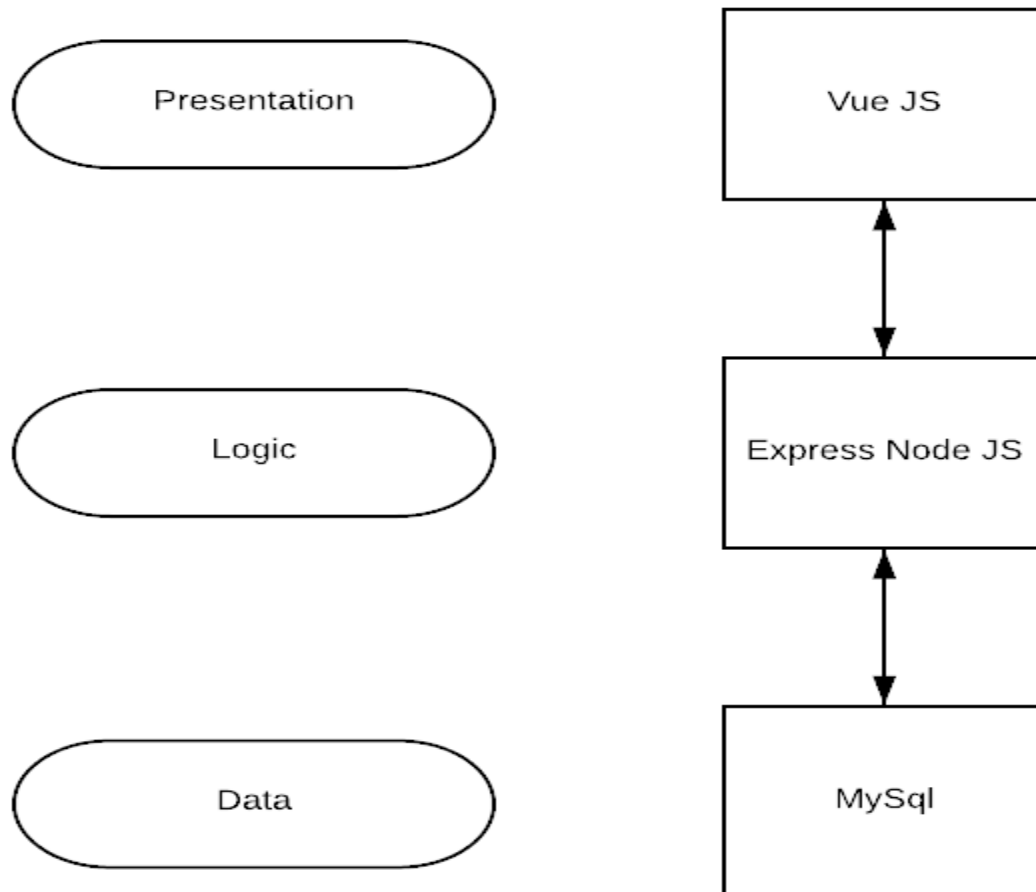 Presentation
Vue JS
Logic
Express Node JS
Data
MySql